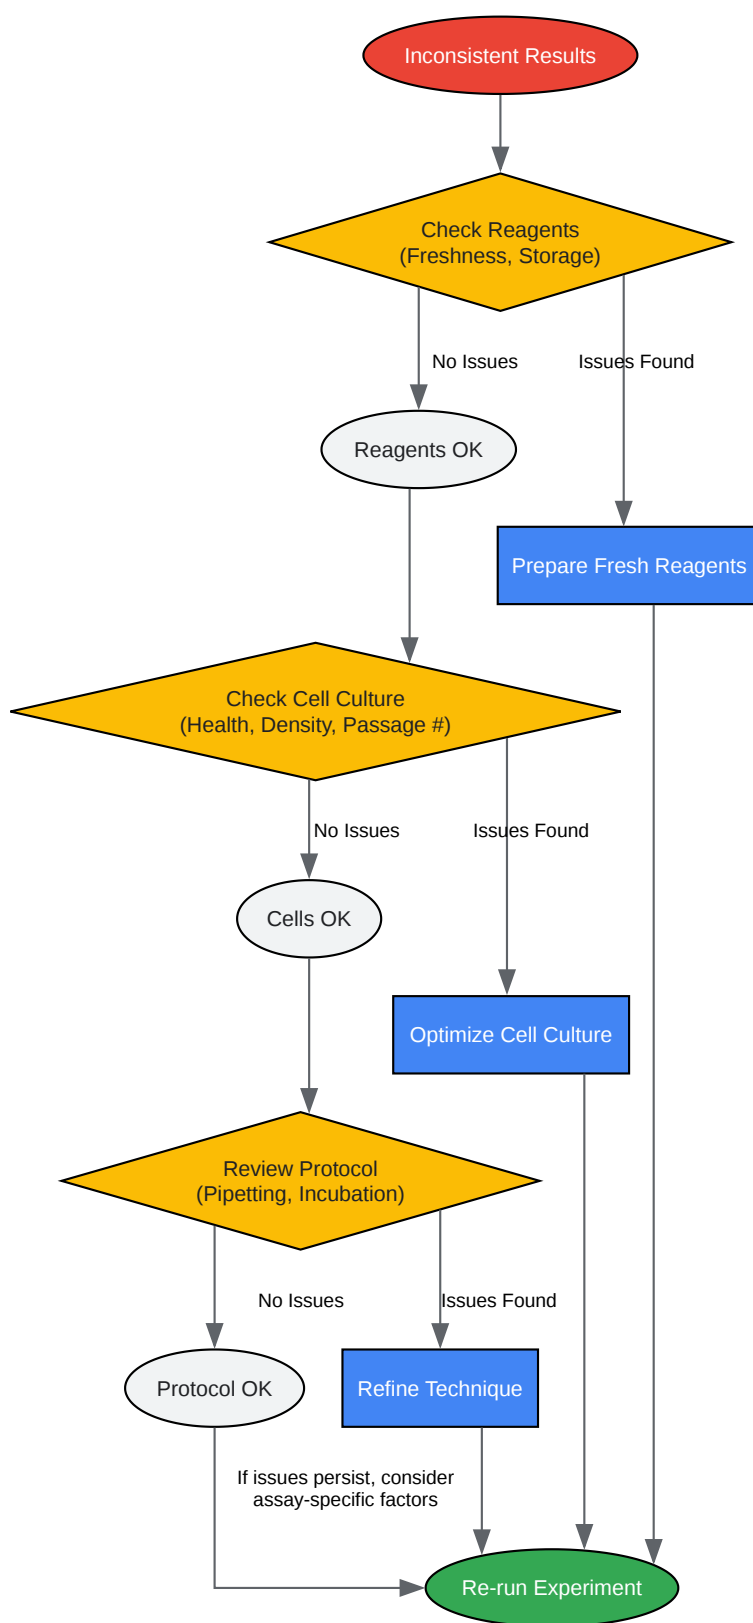 Inconsistent Results
Check Reagents
(Freshness, Storage)
No Issues
Issues Found
Reagents OK
Prepare Fresh Reagents
Check Cell Culture
(Health, Density, Passage #)
No Issues
Issues Found
Cells OK
Optimize Cell Culture
Review Protocol
(Pipetting, Incubation)
No Issues
Issues Found
Protocol OK
Refine Technique
If issues persist, consider
assay-specific factors
Re-run Experiment